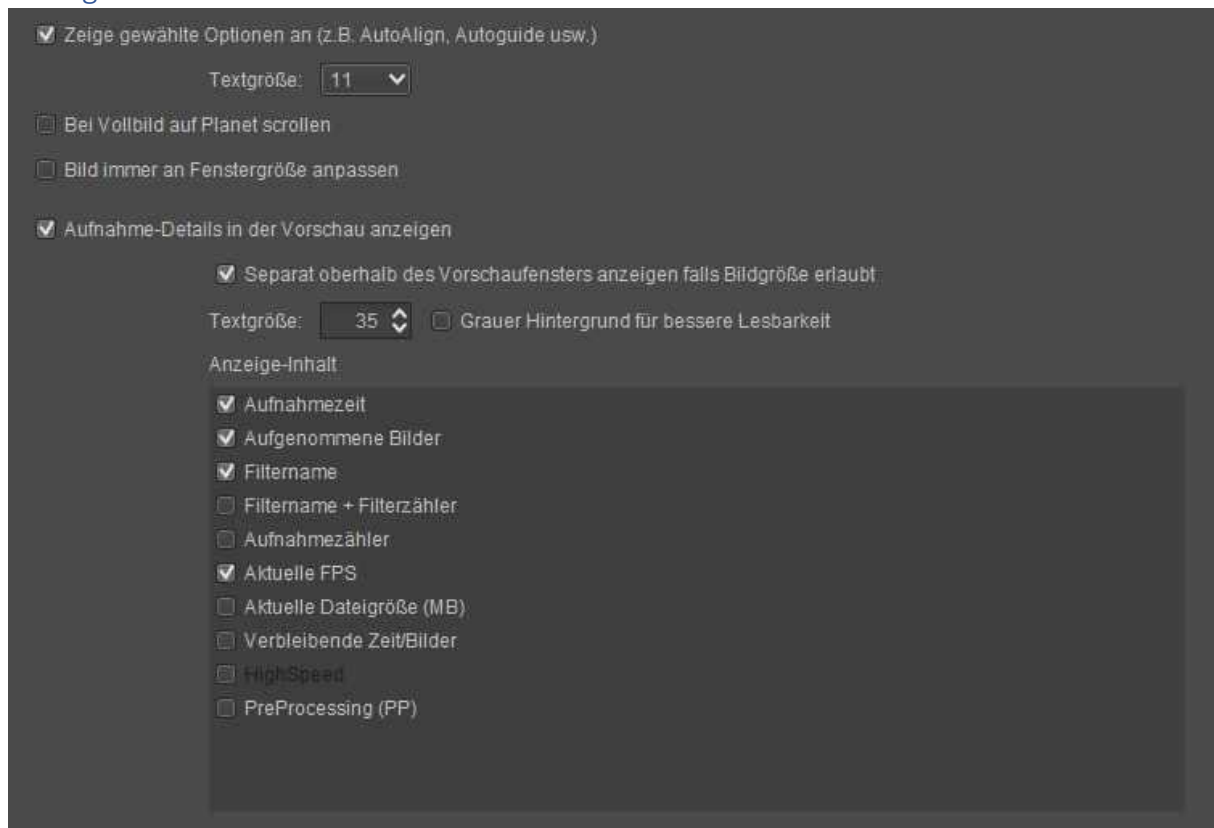 Zeige gewählte Optionen an (z.B. AutoAlign, Autoguide usw.)
Textgröße: 11
Bei Vollbild auf Planet scrollen
Bild immer an Fenstergröße anpassen
Aufnahme-Details in der Vorschau anzeigen
Separat oberhalb des Vorschaufensters anzeigen falls Bildgröße erlaubt
Textgröße: 35 Grauer Hintergrund für bessere Lesbarkeit
Anzeige-Inhalt
Aufnahmezeit
Aufgenommene Bilder
Filtername
Filtername + Filterzähler
Aufnahmezähler
Aktuelle FPS
Aktuelle Dateigröße (MB)
Verbleibende Zeit/Bilder
HighSpeed
PreProcessing (PP)